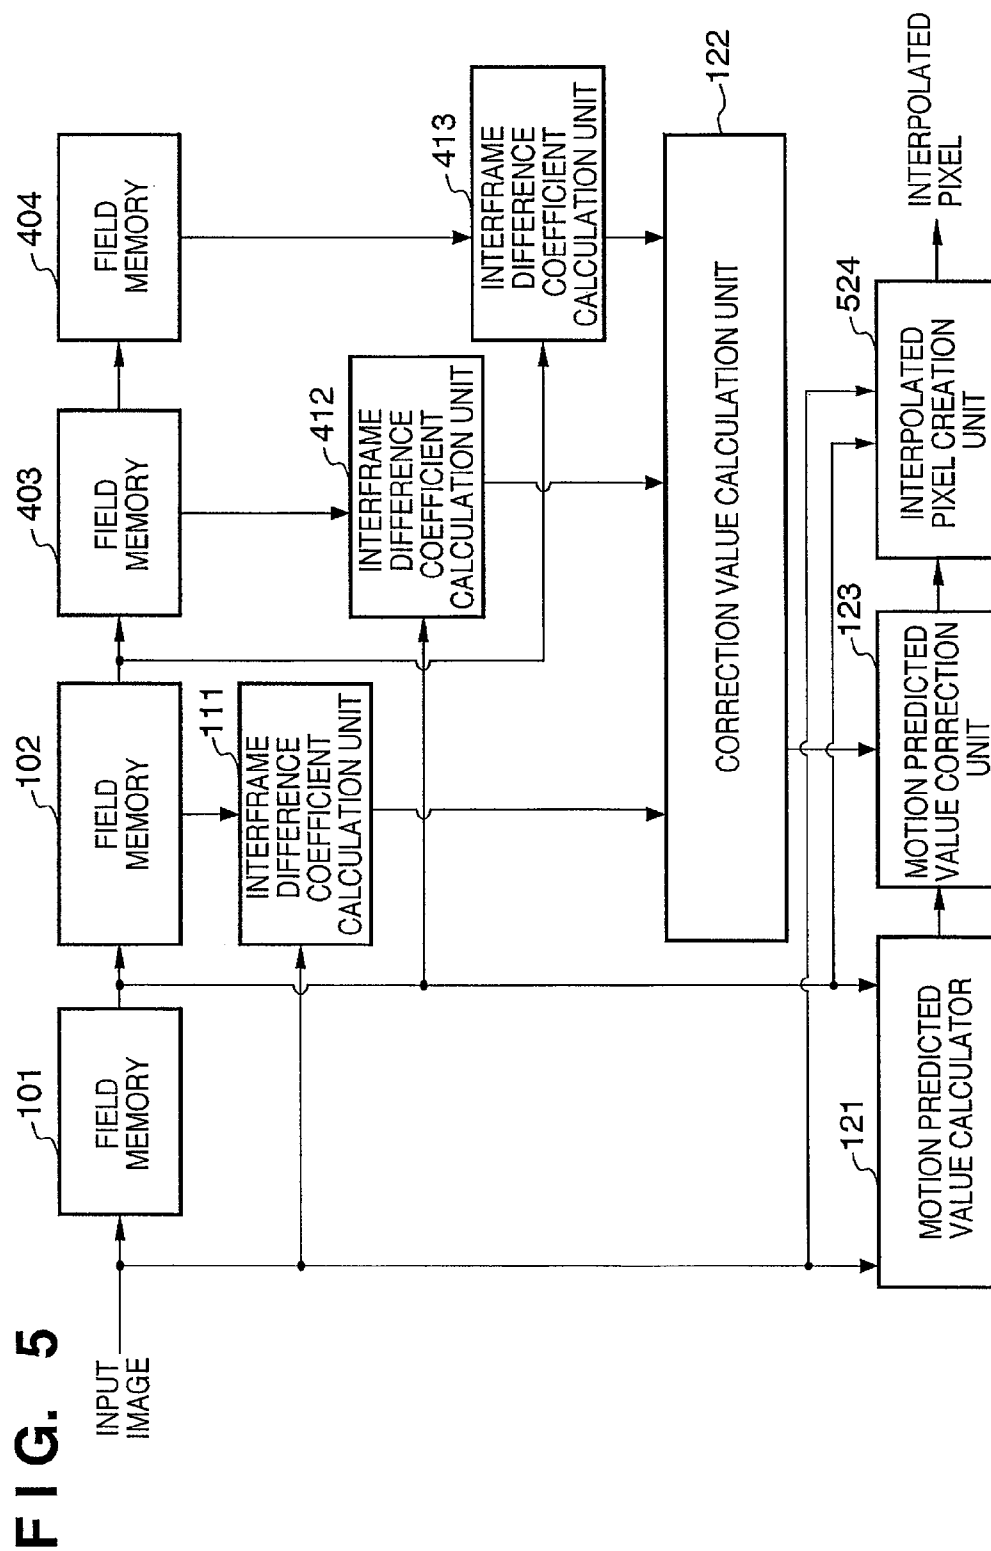 FIG. 5
INPUT
IMAGE
101
FIELD
MEMORY
102
FIELD
MEMORY
403
FIELD
MEMORY
404
FIELD
MEMORY
111
INTERFRAME
DIFFERENCE
COEFFICIENT
CALCULATION UNIT
412
INTERFRAME
DIFFERENCE
COEFFICIENT
CALCULATION UNIT
413
INTERFRAME
DIFFERENCE
COEFFICIENT
CALCULATION UNIT
122
CORRECTION VALUE CALCULATION UNIT
121
MOTION PREDICTED
VALUE CALCULATOR
123
MOTION PREDICTED
VALUE CORRECTION
UNIT
524
INTERPOLATED
PIXEL CREATION
UNIT
INTERPOLATED
PIXEL